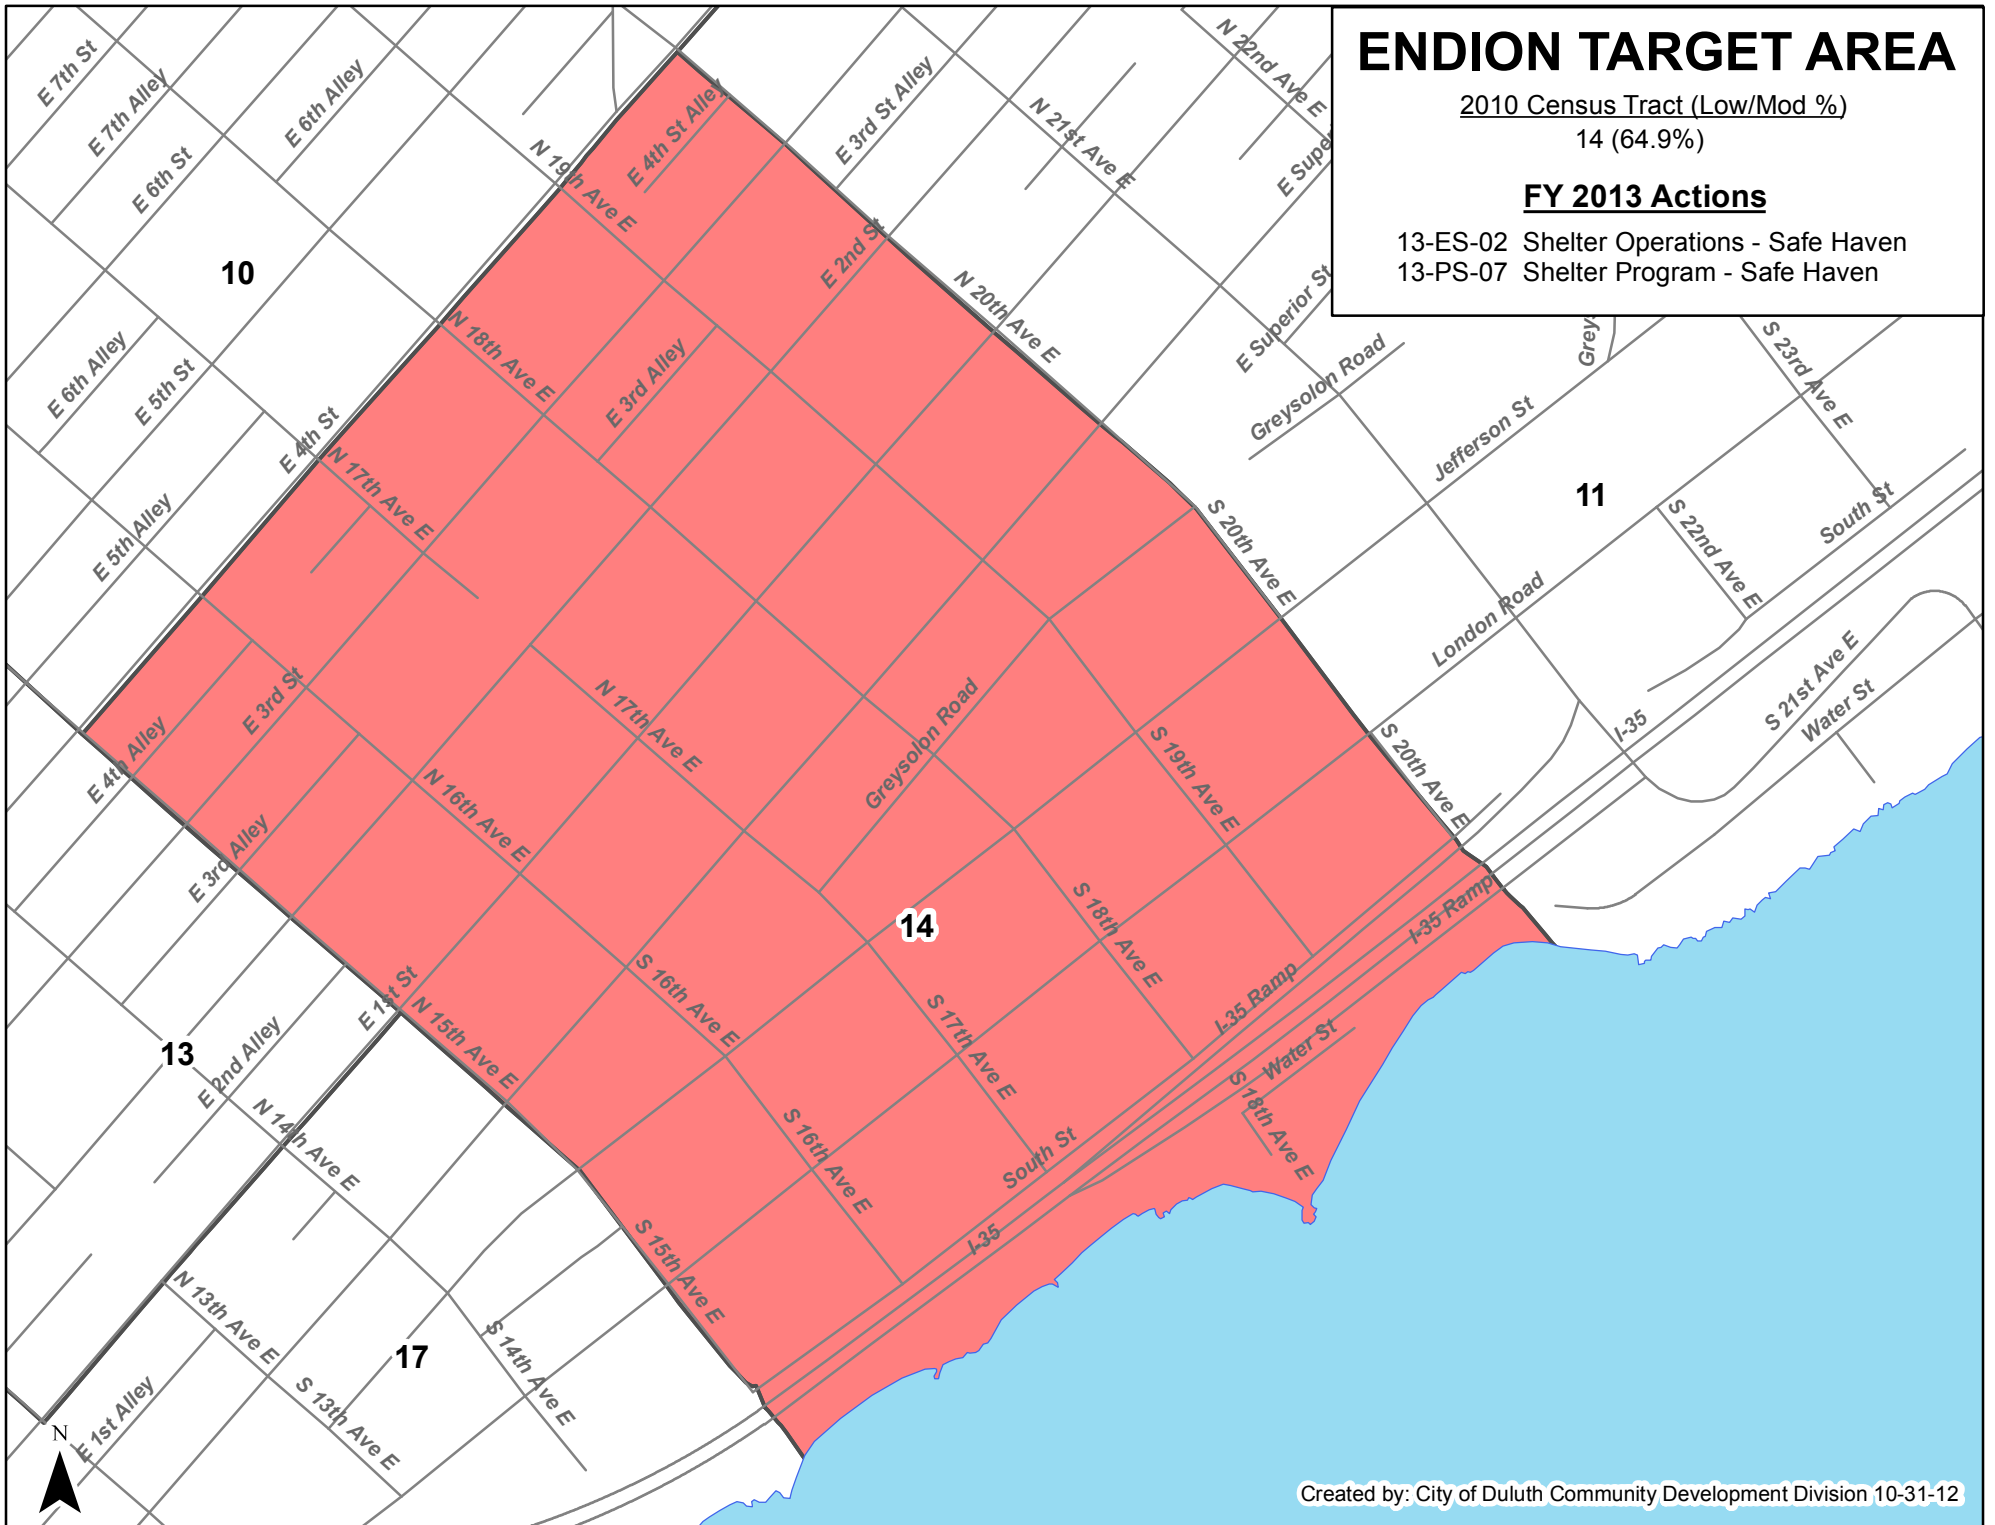 ENDION TARGET AREA
2010 Census Tract (Low/Mod %)
14 (64.9%)
FY 2013 Actions
13-ES-02 Shelter Operations - Safe Haven
13-PS-07 Shelter Program - Safe Haven
E 7th St
E 7th Alley
E 6th Alley
E 6th St
E 4th St Alley
E 3rd St Alley
N 22nd Ave E
N 21st Ave E
N 19th Ave E
E 2nd St
N 20th Ave E
E Superior St
10
N 18th Ave E
E 3rd Alley
Greysolon Road
S 23rd Ave E
E 6th Alley
E 5th St
E 4th St
N 17th Ave E
Jefferson St
11
E 5th Alley
S 20th Ave E
S 22nd Ave E
South St
London Road
E 3rd St
N 17th Ave E
Greysolon Road
S 19th Ave E
S 20th Ave E
I-35
S 21st Ave E
Water St
E 4th Alley
N 16th Ave E
E 3rd Alley
14
S 18th Ave E
I-35 Ramp
E 1st St
N 15th Ave E
S 16th Ave E
S 17th Ave E
I-35 Ramp
Water St
S 18th Ave E
13
E 2nd Alley
N 14th Ave E
S 16th Ave E
South St
I-35
S 15th Ave E
N 13th Ave E
17
S 14th Ave E
S 13th Ave E
E 1st Alley
N
Created by: City of Duluth Community Development Division 10-31-12